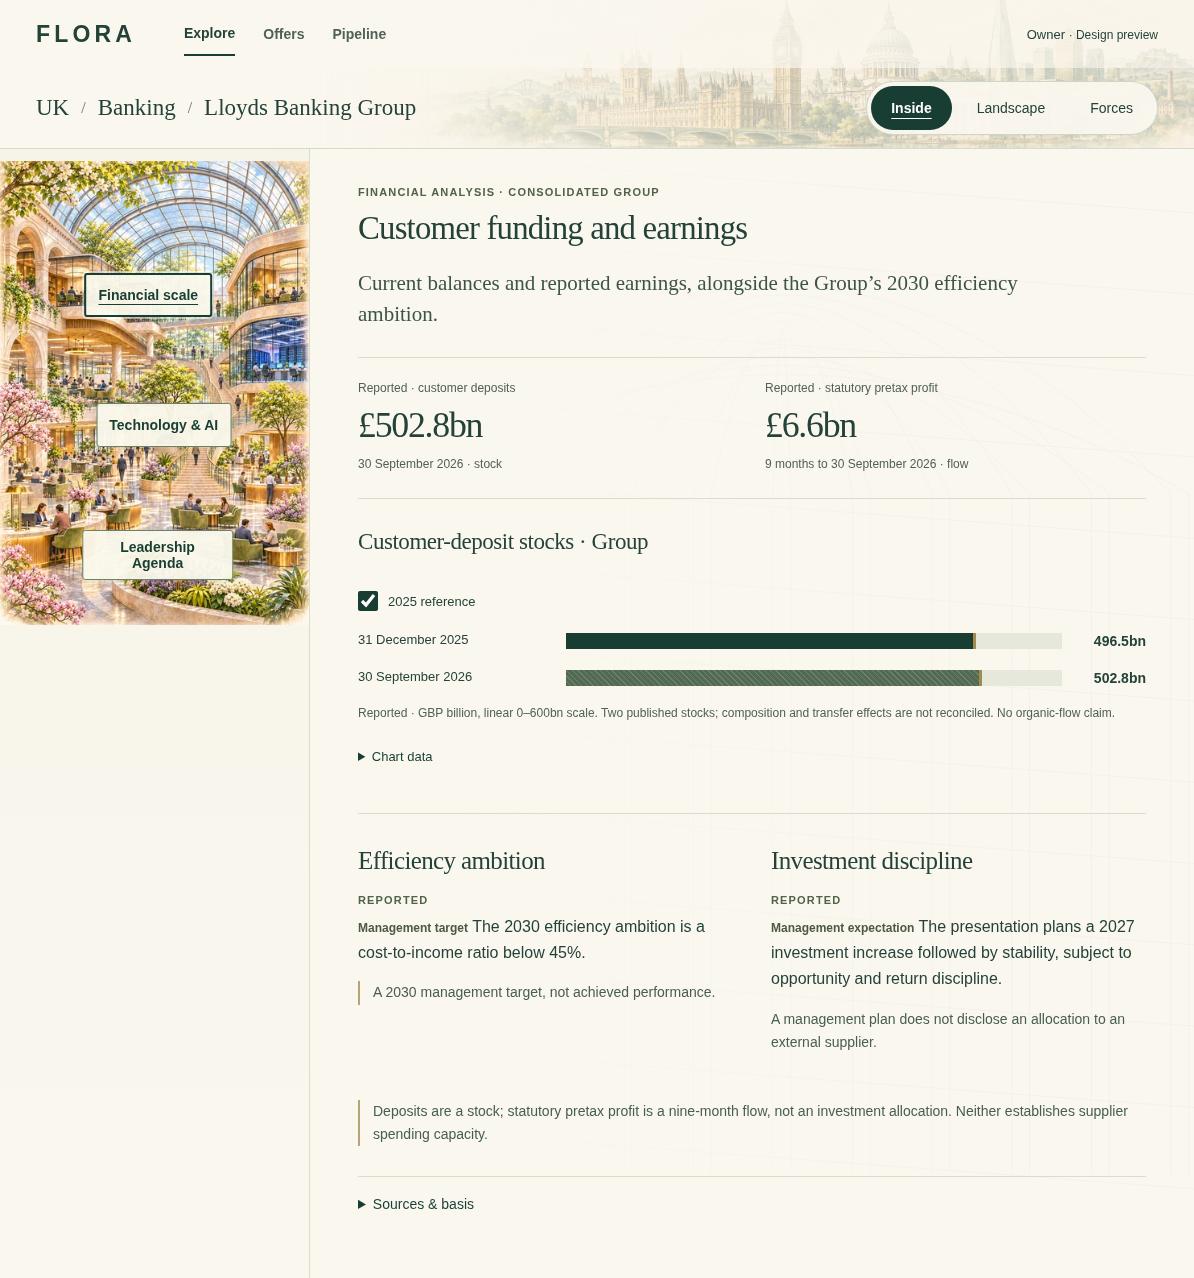 FLORA
Explore
Offers
Pipeline
Owner · Design preview
UK / Banking / Lloyds Banking Group
Inside
Landscape
Forces
Financial scale
Technology & AI
Leadership
Agenda
FINANCIAL ANALYSIS · CONSOLIDATED GROUP
Customer funding and earnings
Current balances and reported earnings, alongside the Group’s 2030 efficiency
ambition.
Reported · customer deposits
£502.8bn
30 September 2026 · stock
Reported · statutory pretax profit
£6.6bn
9 months to 30 September 2026 · flow
Customer-deposit stocks · Group
2025 reference
31 December 2025
496.5bn
30 September 2026
502.8bn
Reported · GBP billion, linear 0–600bn scale. Two published stocks; composition and transfer effects are not reconciled. No organic-flow claim.
Chart data
Efficiency ambition
REPORTED
Management target The 2030 efficiency ambition is a
cost-to-income ratio below 45%.
A 2030 management target, not achieved performance.
Investment discipline
REPORTED
Management expectation The presentation plans a 2027
investment increase followed by stability, subject to
opportunity and return discipline.
A management plan does not disclose an allocation to an
external supplier.
Deposits are a stock; statutory pretax profit is a nine-month flow, not an investment allocation. Neither establishes supplier
spending capacity.
Sources & basis